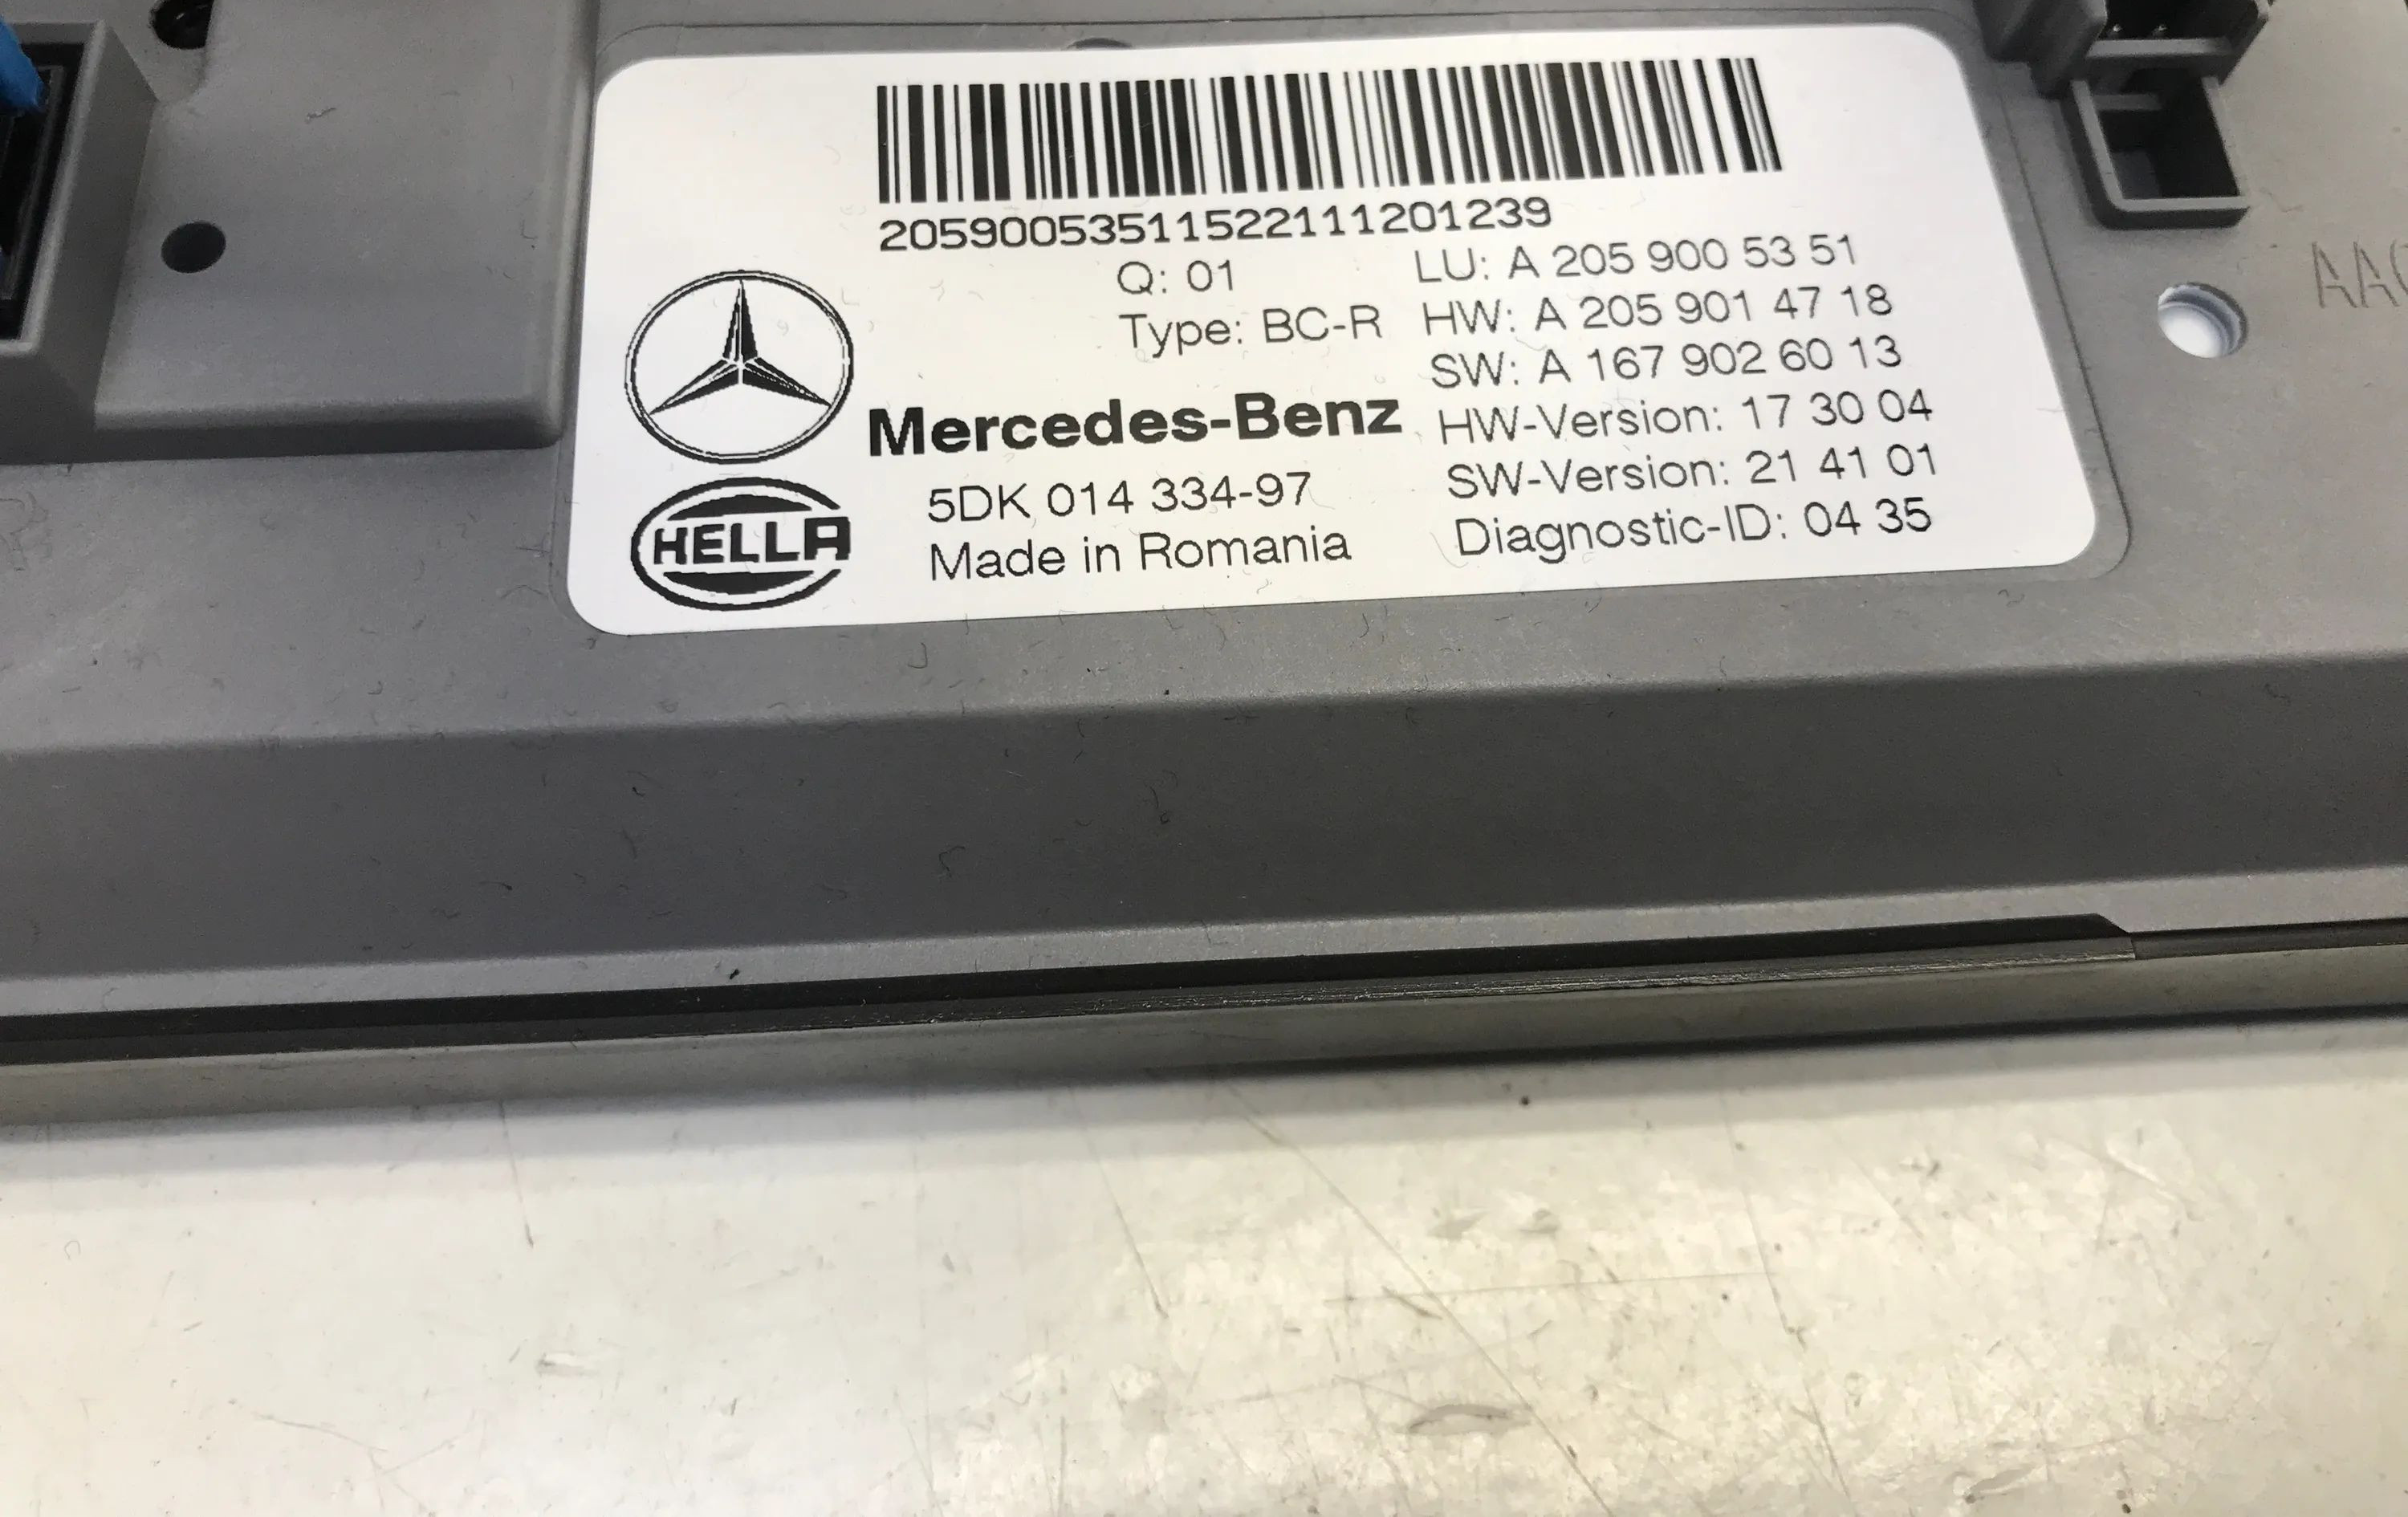 205900535115221112​01239
Q: 01
Type: BC-R
LU: A 205 900 53 51
HW: A 205 901 47 18
SW: A 167 902 60 13
HW-Version: 17 30 04
SW-Version: 21 41 01
Diagnostic-ID: 04 35
Mercedes-Benz
HELLA
5DK 014 334-97
Made in Romania